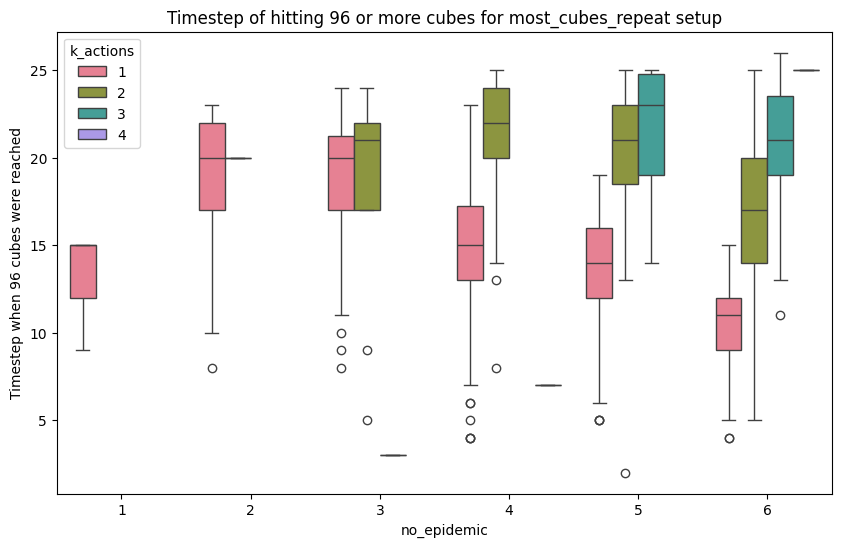 Timestep of hitting 96 or more cubes for most_cubes_repeat setup
k_actions
1
2
3
4
Timestep when 96 cubes were reached
25
20
15
10
5
1 2 3 4 5 6
no_epidemic